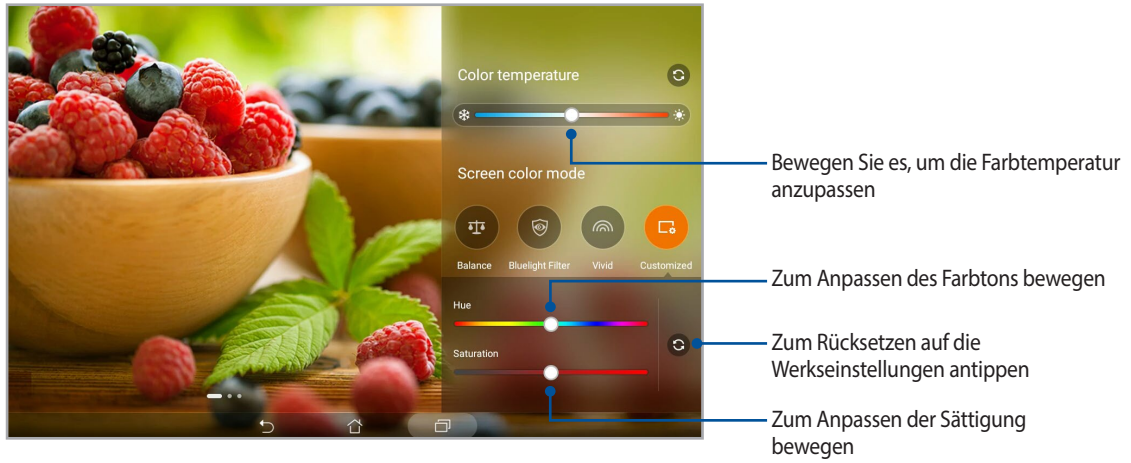 Color temperature
Bewegen Sie es, um die Farbtemperatur
anzupassen
Screen color mode
Balance Bluelight Filter Vivid Customized
Zum Anpassen des Farbtons bewegen
Hue
Zum Rücksetzen auf die
Werkseinstellungen antippen
Saturation
Zum Anpassen der Sättigung
bewegen